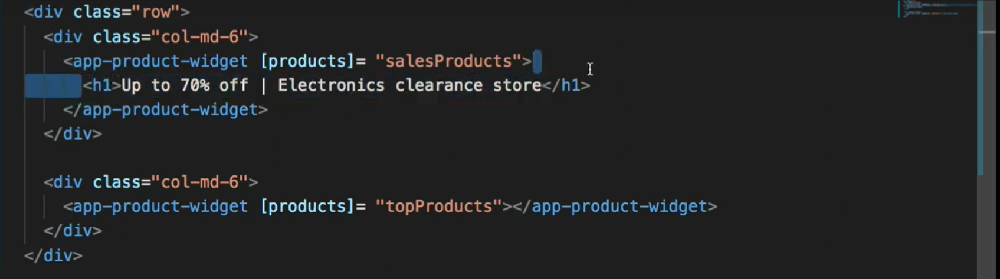 <div class="row">
<div class="col-md-6">
<app-product-widget [products]= "salesProducts">
<h1>Up to 70% off | Electronics clearance store</h1>
</app-product-widget>
</div>
<div class="col-md-6">
<app-product-widget [products]= "topProducts"></app-product-widget>
</div>
</div>